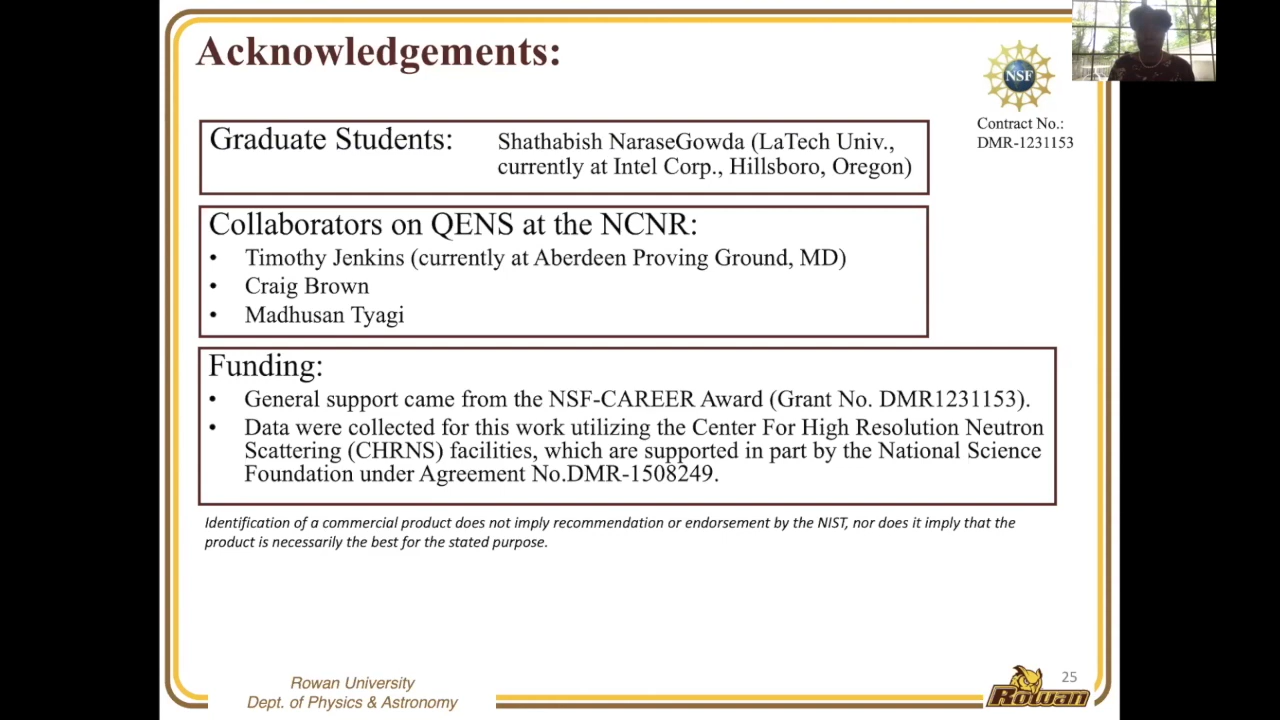 Acknowledgements:
NSF
Contract No.:
DMR-1231153
Graduate Students:
Shathabish NaraseGowda (LaTech Univ.,
currently at Intel Corp., Hillsboro, Oregon)
Collaborators on QENS at the NCNR:
• Timothy Jenkins (currently at Aberdeen Proving Ground, MD)
• Craig Brown
• Madhusan Tyagi
Funding:
• General support came from the NSF-CAREER Award (Grant No. DMR1231153).
• Data were collected for this work utilizing the Center For High Resolution Neutron
Scattering (CHRNS) facilities, which are supported in part by the National Science
Foundation under Agreement No.DMR-1508249.
Identification of a commercial product does not imply recommendation or endorsement by the NIST, nor does it imply that the
product is necessarily the best for the stated purpose.
Rowan University
Dept. of Physics & Astronomy
25
Rowan